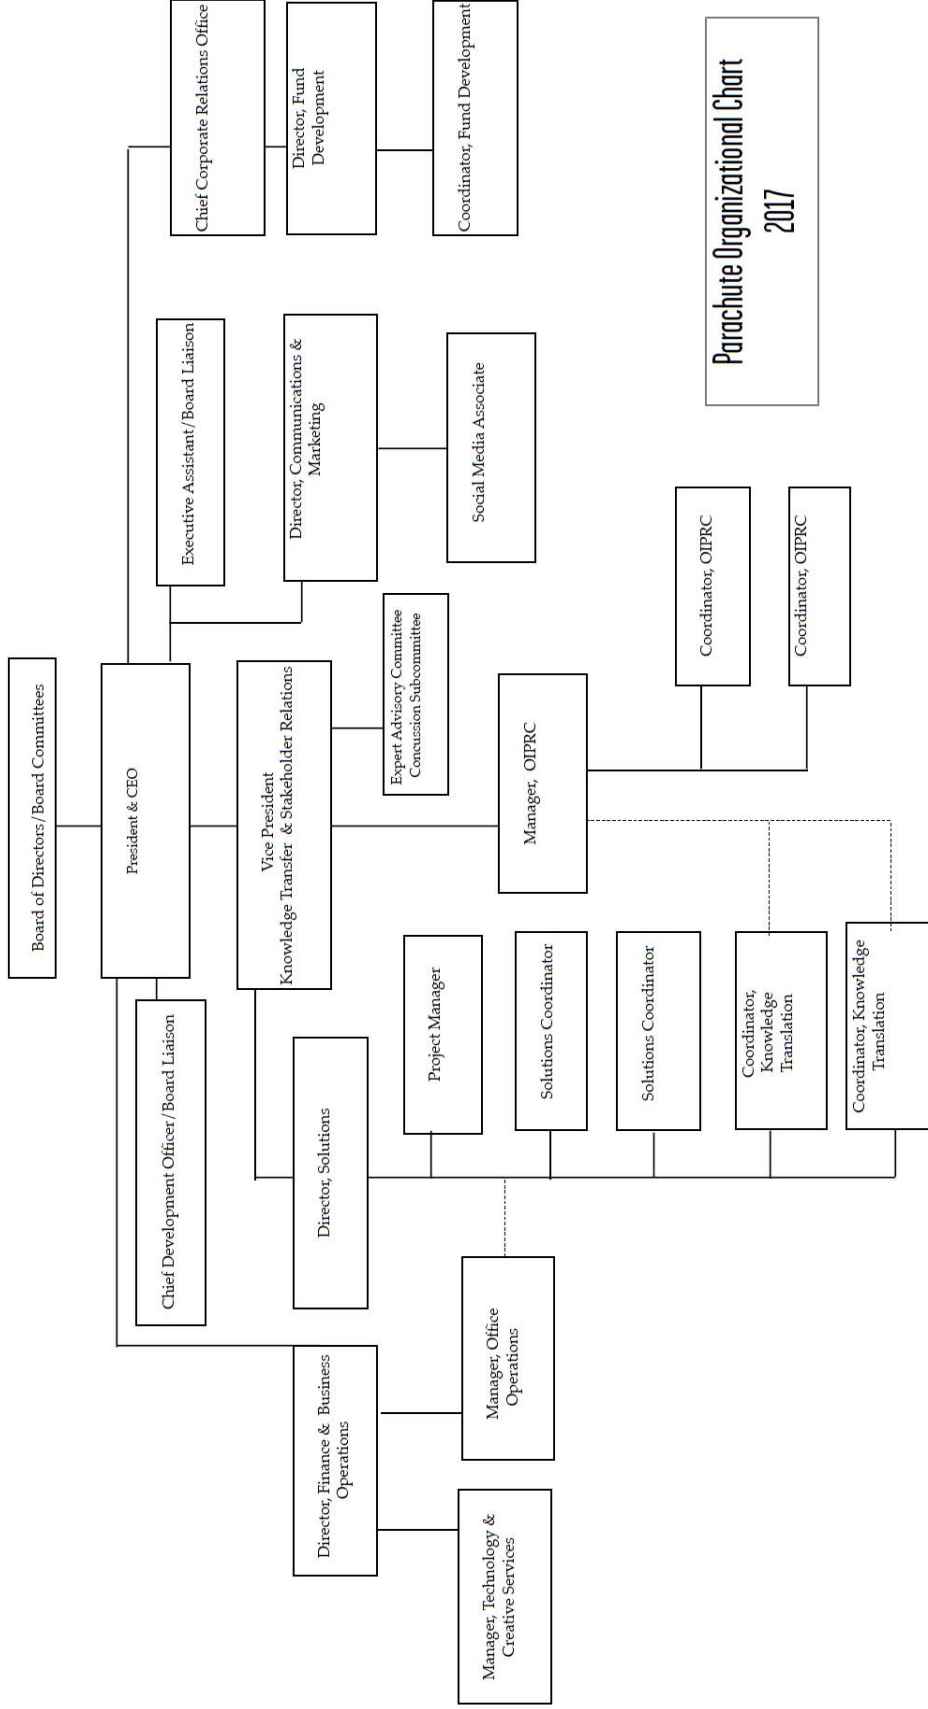 Board of Directors/Board Committees
President & CEO
Chief Development Officer/Board Liaison
Executive Assistant/Board Liaison
Chief Corporate Relations Office
Vice President
Knowledge Transfer & Stakeholder Relations
Director, Finance & Business
Operations
Director, Solutions
Director, Communications &
Marketing
Director, Fund
Development
Expert Advisory Committee
Concussion Subcommittee
Manager, Technology &
Creative Services
Manager, Office
Operations
Project Manager
Solutions Coordinator
Solutions Coordinator
Coordinator,
Knowledge
Translation
Coordinator, Knowledge
Translation
Manager, OIPRC
Social Media Associate
Coordinator, Fund Development
Coordinator, OIPRC
Coordinator, OIPRC
Parachute Organizational Chart
2017